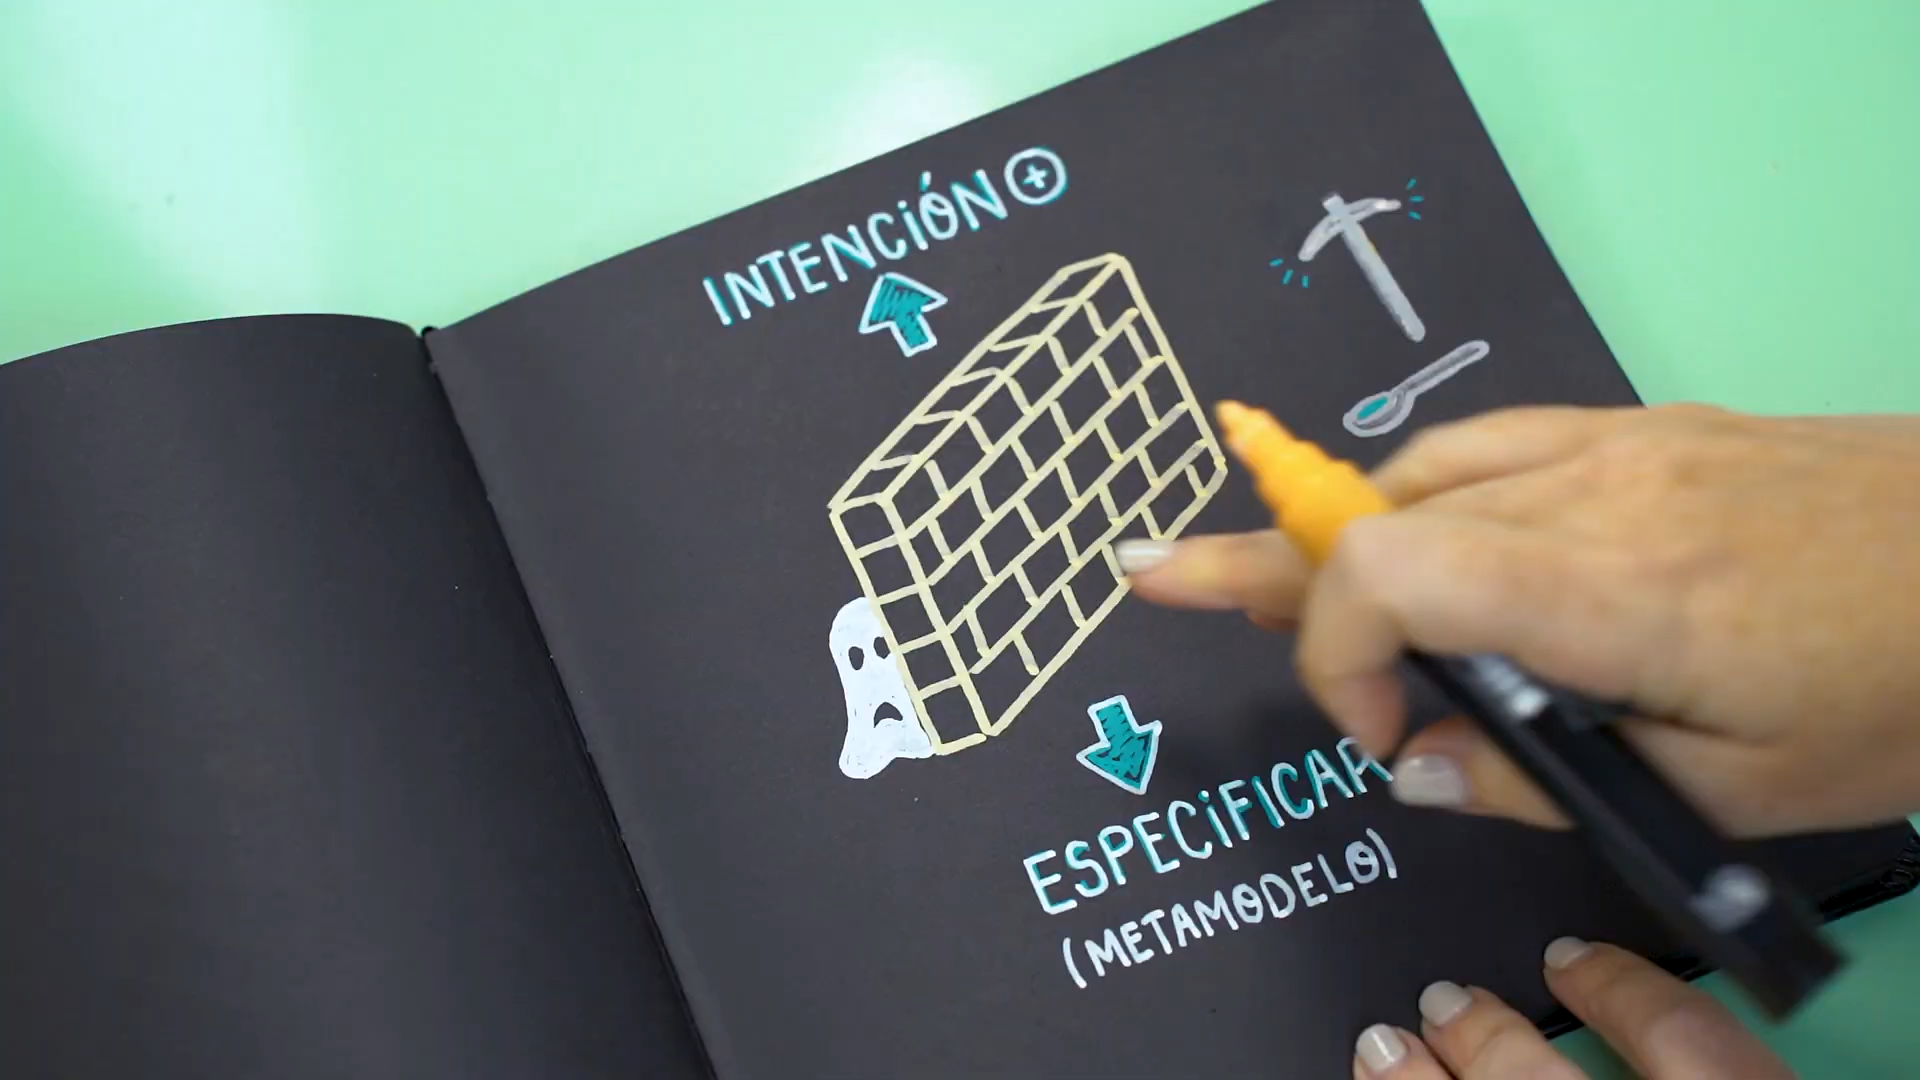 INTENCIÓN +
ESPECIFICAR
(METAMODELO)